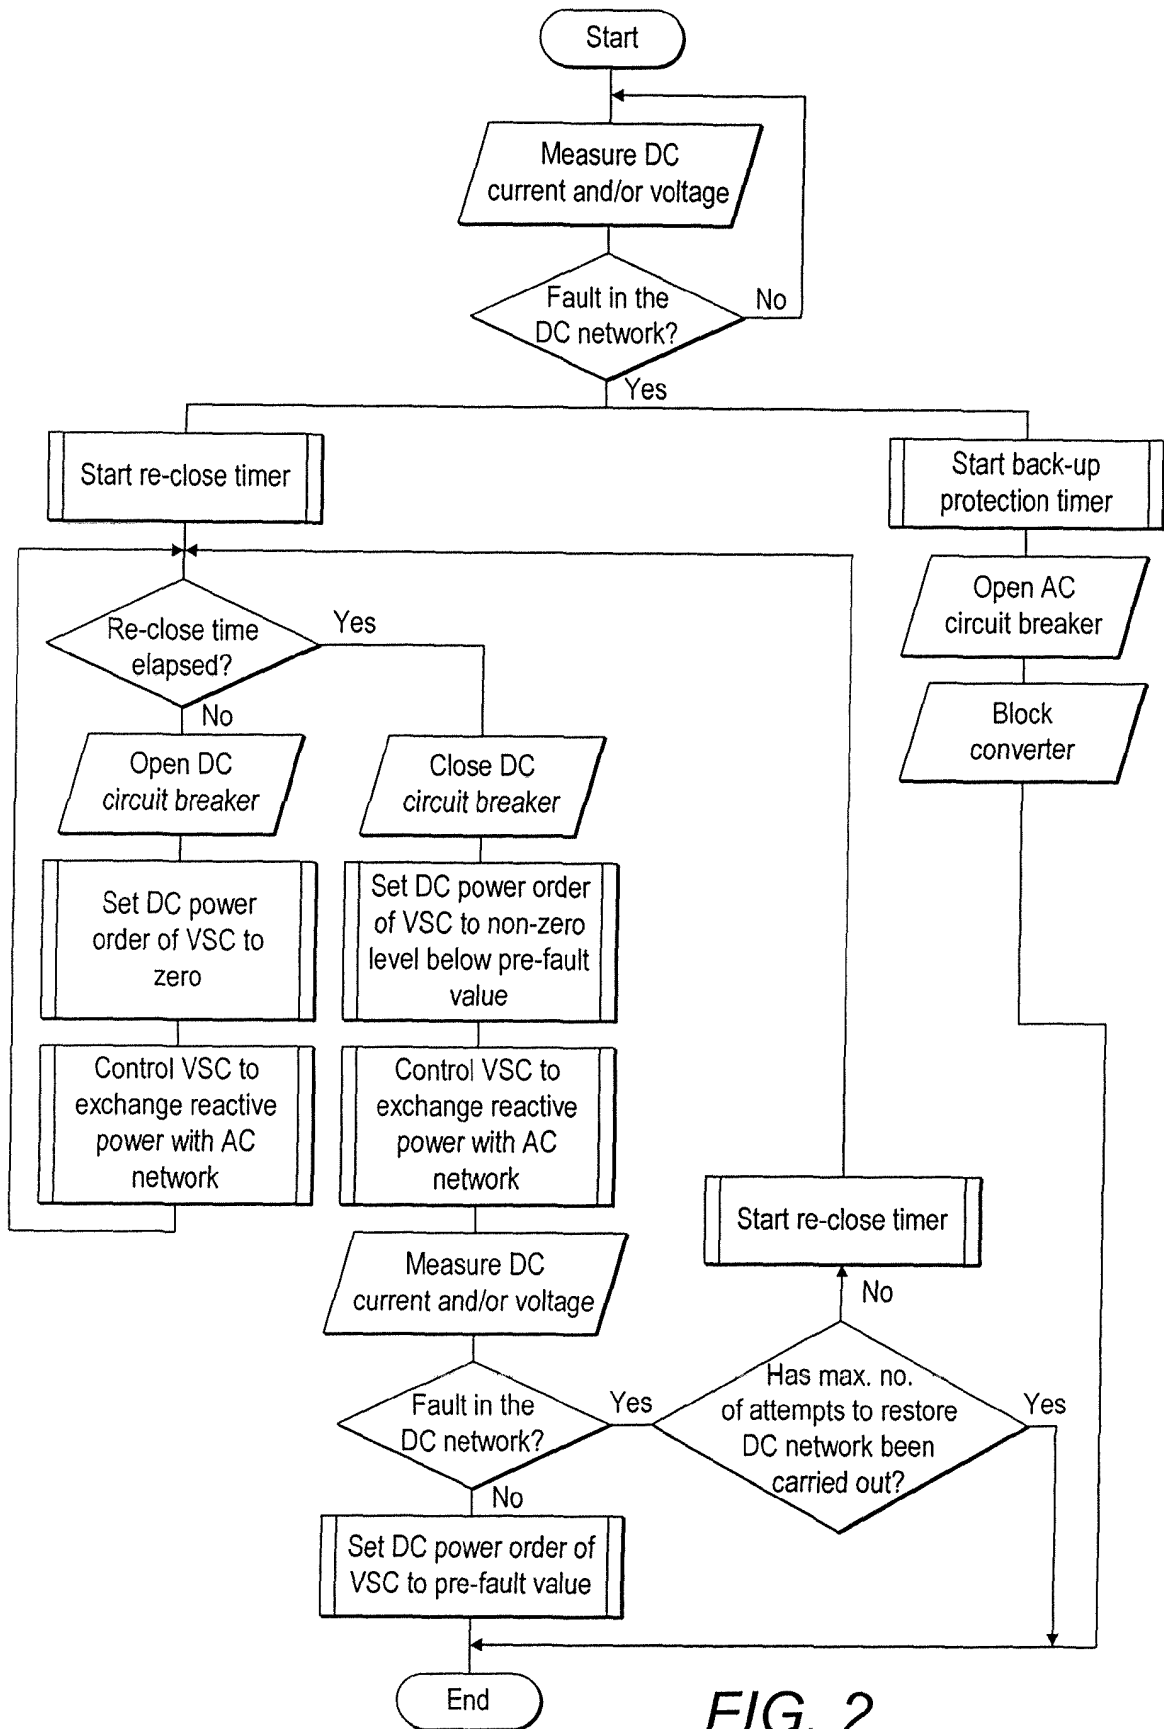 Start
Measure DC
current and/or voltage
Fault in the
DC network?
No
Yes
Start re-close timer
Start back-up
protection timer
Open AC
circuit breaker
Block
converter
Re-close time
elapsed?
Yes
No
Open DC
circuit breaker
Set DC power
order of VSC to
zero
Control VSC to
exchange reactive
power with AC
network
Close DC
circuit breaker
Set DC power order
of VSC to non-zero
level below pre-fault
value
Control VSC to
exchange reactive
power with AC
network
Measure DC
current and/or voltage
Fault in the
DC network?
Yes
No
Has max. no.
of attempts to restore
DC network been
carried out?
Yes
No
Start re-close timer
Set DC power order of
VSC to pre-fault value
End
FIG. 2